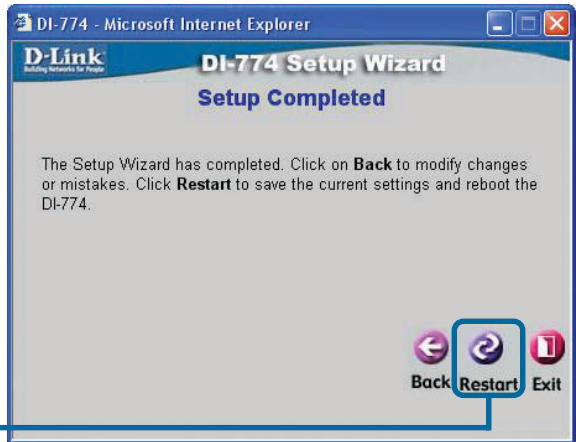 DI-774 - Microsoft Internet Explorer
D-Link
Building Networks for People
DI-774 Setup Wizard
Setup Completed
The Setup Wizard has completed. Click on Back to modify changes
or mistakes. Click Restart to save the current settings and reboot the
DI-774.
Back Restart Exit